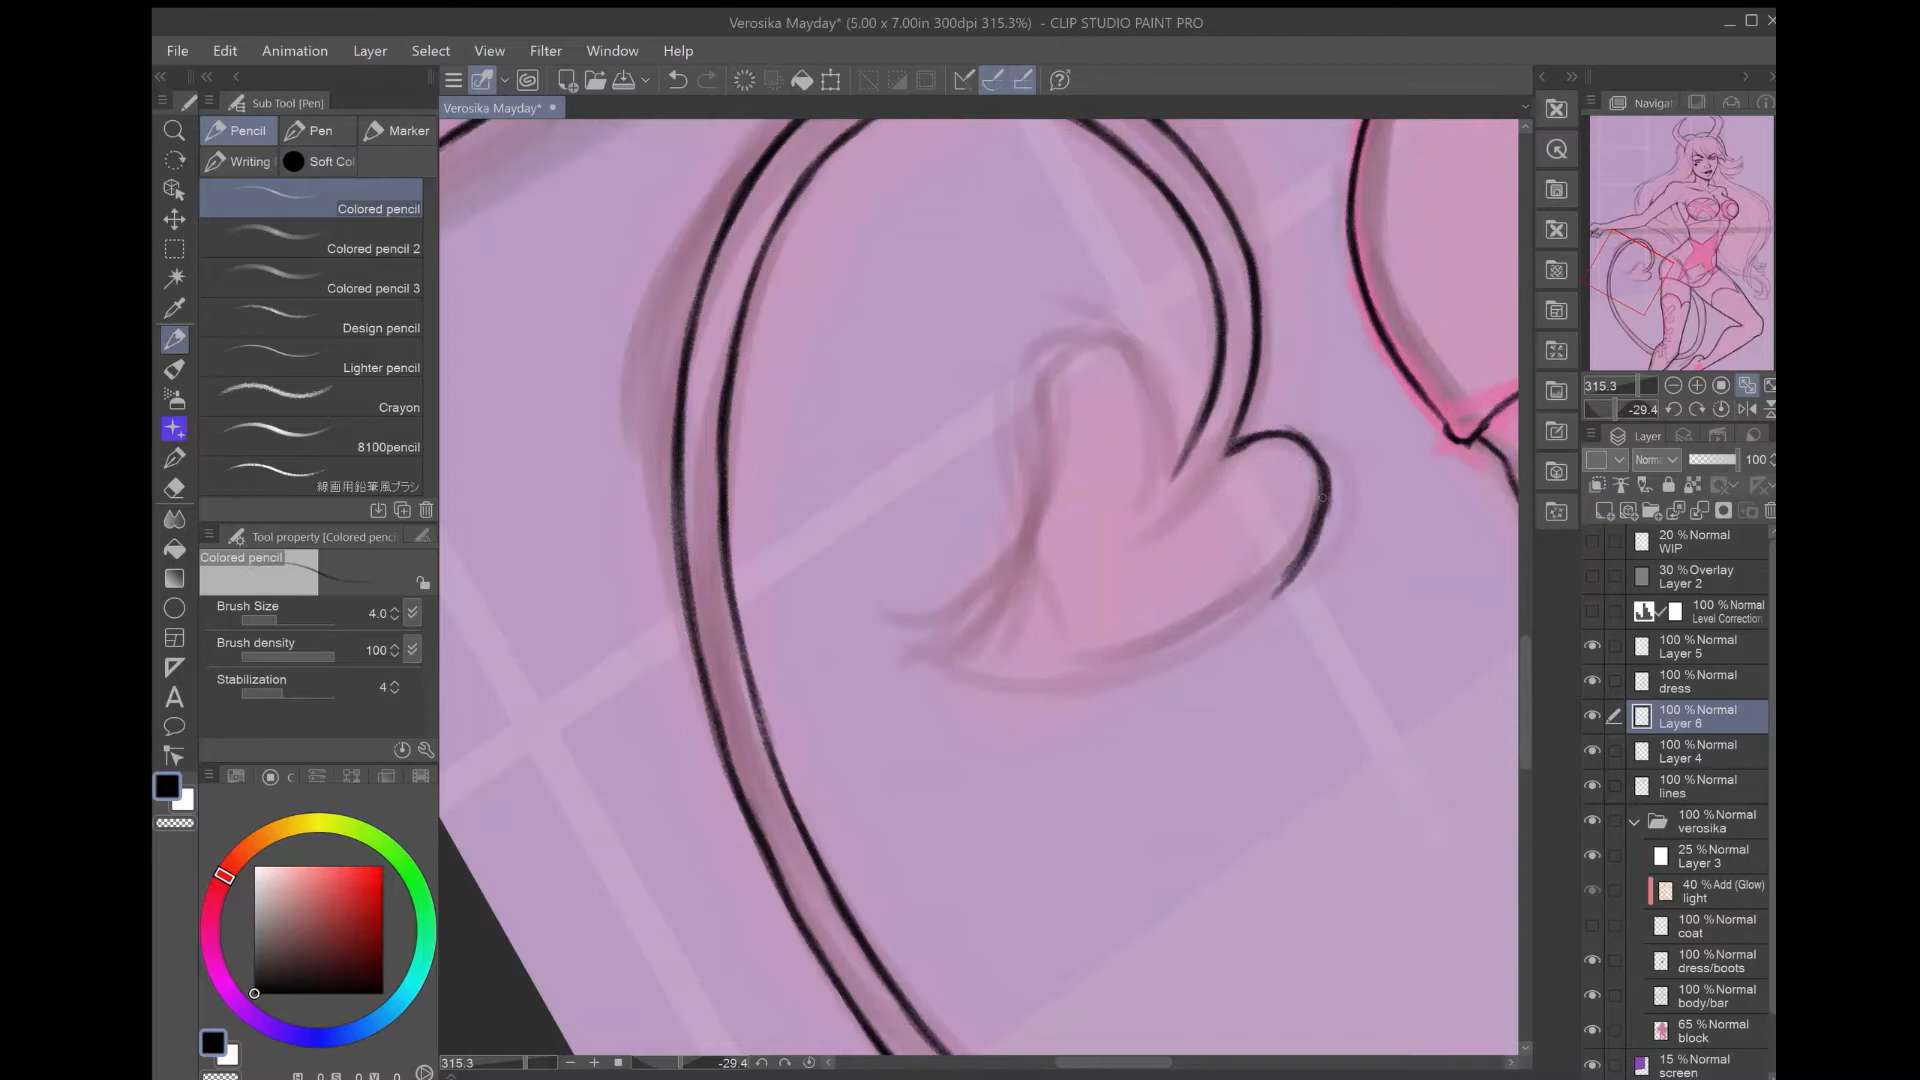 Verosika Mayday* (5.00 x 7.00in 300dpi 315.3%) - CLIP STUDIO PAINT PRO
File Edit Animation Layer Select View Filter Window Help
Sub Tool [Pen]
Verosika Mayday*
Pencil Pen Marker
Writing Soft Col
Colored pencil
Colored pencil 2
Colored pencil 3
Design pencil
Lighter pencil
Crayon
8100pencil
線画用鉛筆風ブラシ
Tool property [Colored penci
Colored pencil
Brush Size 4.0
Brush density 100
Stabilization 4
315.3 -29.4
Navigat
315.3
-29.4
Layer
Norma 100
20 % Normal
WIP
30 % Overlay
Layer 2
100 % Normal
Level Correction
100 % Normal
Layer 5
100 % Normal
dress
100 % Normal
Layer 6
100 % Normal
Layer 4
100 % Normal
lines
100 % Normal
verosika
25 % Normal
Layer 3
40 % Add (Glow)
light
100 % Normal
coat
100 % Normal
dress/boots
100 % Normal
body/bar
65 % Normal
block
15 % Normal
screen